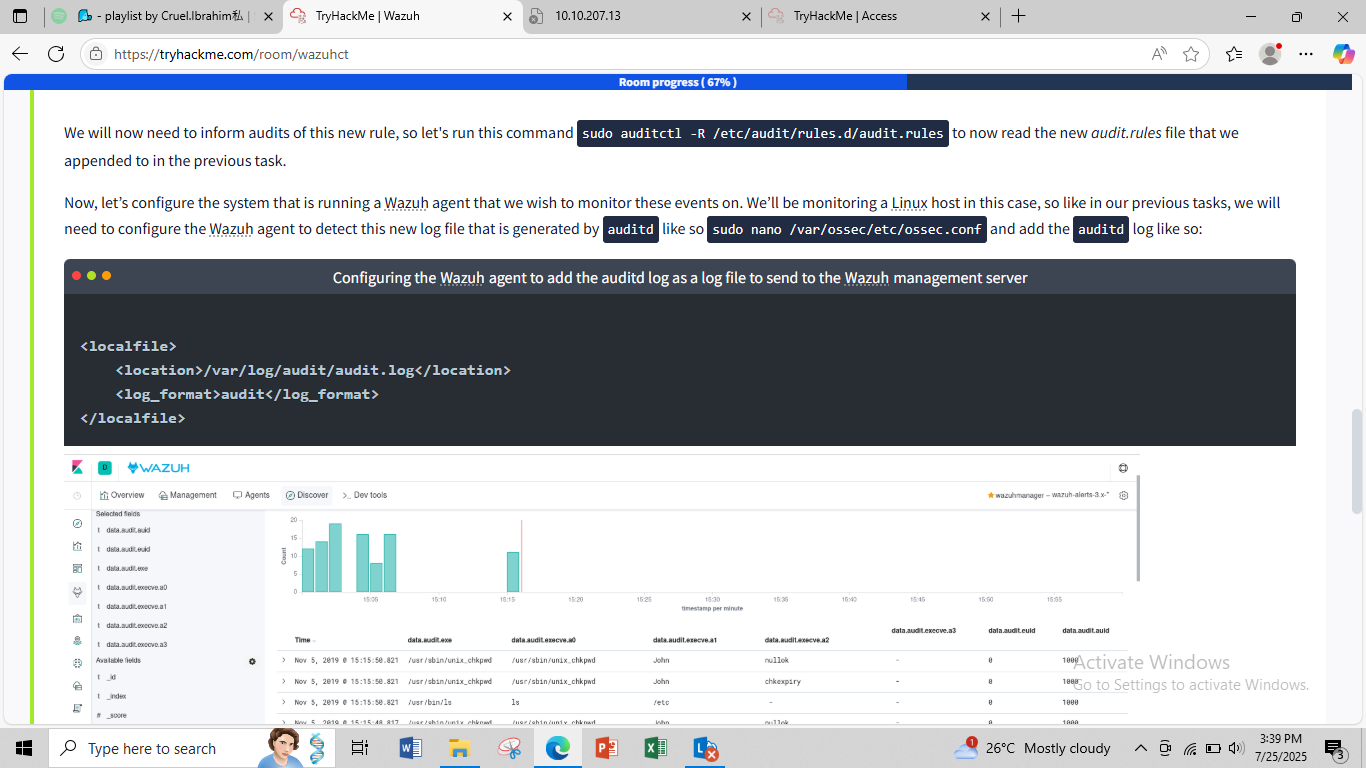 - playlist by Cruel.Ibrahim私 |
TryHackMe | Wazuh
10.10.207.13
TryHackMe | Access
https://tryhackme.com/room/wazuhct
Room progress ( 67% )
We will now need to inform audits of this new rule, so let's run this command sudo auditctl -R /etc/audit/rules.d/audit.rules to now read the new audit.rules file that we
appended to in the previous task.
Now, let’s configure the system that is running a Wazuh agent that we wish to monitor these events on. We’ll be monitoring a Linux host in this case, so like in our previous tasks, we will
need to configure the Wazuh agent to detect this new log file that is generated by auditd like so sudo nano /var/ossec/etc/ossec.conf and add the auditd log like so:
Configuring the Wazuh agent to add the auditd log as a log file to send to the Wazuh management server
<localfile>
<location>/var/log/audit/audit.log</location>
<log_format>audit</log_format>
</localfile>
D WAZUH
Overview Management Agents Discover >_ Dev tools wazuhmanager – wazuh-alerts-3.x-*
Selected fields
t data.audit.auid
t data.audit.euid
t data.audit.exe
t data.audit.execve.a0
t data.audit.execve.a1
t data.audit.execve.a2
t data.audit.execve.a3
Available fields
t _id
t _index
# _score
20
15
10
5
0
Count
15:05 15:10 15:15 15:20 15:25 15:30 15:35 15:40 15:45 15:50 15:55
timestamp per minute
Time data.audit.exe data.audit.execve.a0 data.audit.execve.a1 data.audit.execve.a2 data.audit.execve.a3 data.audit.euid data.audit.auid
> Nov 5, 2019 @ 15:15:50.821 /usr/sbin/unix_chkpwd /usr/sbin/unix_chkpwd John nullok - 0 1000
> Nov 5, 2019 @ 15:15:50.821 /usr/sbin/unix_chkpwd /usr/sbin/unix_chkpwd John chkexpiry - 0 1000
> Nov 5, 2019 @ 15:15:50.821 /usr/bin/ls ls /etc - - 0 1000
> Nov 5, 2019 @ 15:15:48.817 /usr/sbin/unix_chkpwd /usr/sbin/unix_chkpwd John nullok - 0 1000
Activate Windows
Go to Settings to activate Windows.
Type here to search
1
26°C Mostly cloudy
3:39 PM
7/25/2025
3